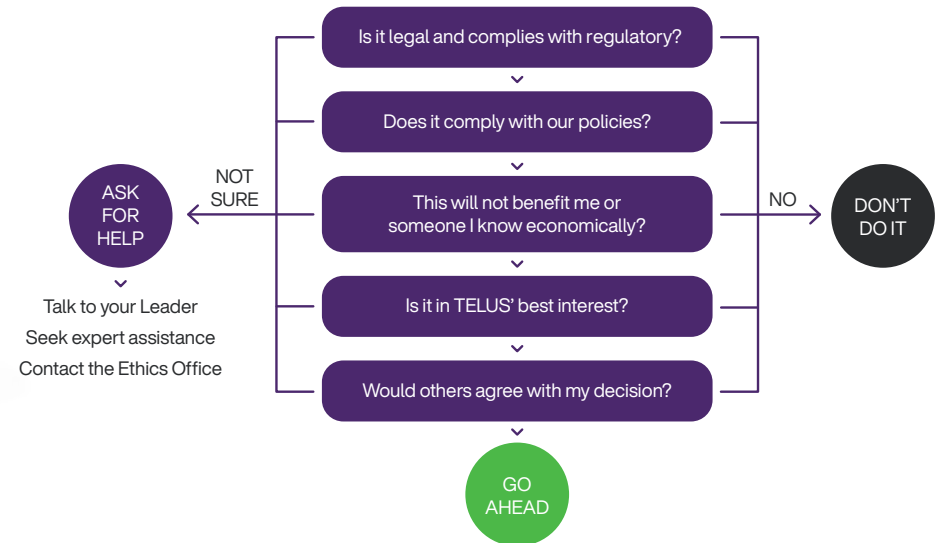 Is it legal and complies with regulatory?
Does it comply with our policies?
NOT
SURE
ASK
FOR
HELP
This will not benefit me or
someone I know economically?
NO
DON'T
DO IT
Talk to your Leader
Seek expert assistance
Contact the Ethics Office
Is it in TELUS' best interest?
Would others agree with my decision?
GO
AHEAD